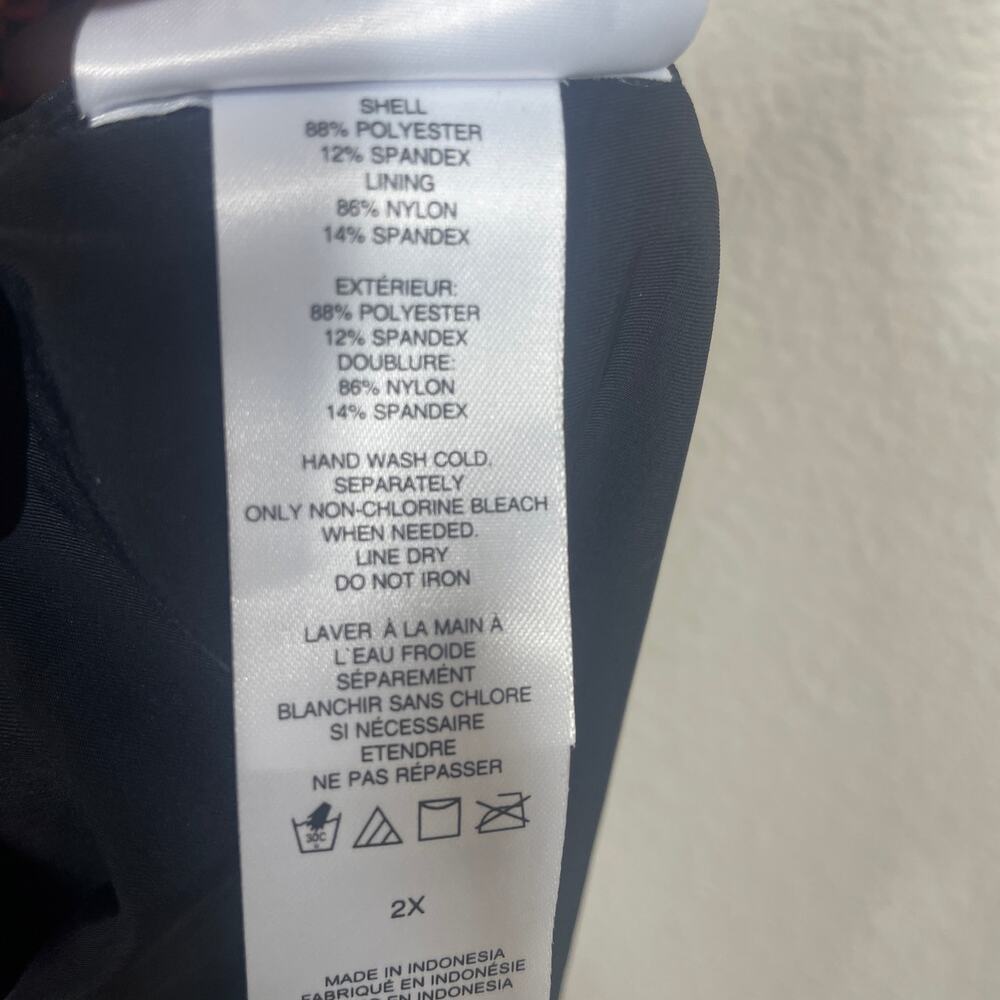 SHELL
88% POLYESTER
12% SPANDEX
LINING
86% NYLON
14% SPANDEX
EXTÉRIEUR:
88% POLYESTER
12% SPANDEX
DOUBLURE:
86% NYLON
14% SPANDEX
HAND WASH COLD.
SEPARATELY
ONLY NON-CHLORINE BLEACH
WHEN NEEDED.
LINE DRY
DO NOT IRON
LAVER À LA MAIN À
L`EAU FROIDE
SÉPAREMÉNT
BLANCHIR SANS CHLORE
SI NÉCESSAIRE
ETENDRE
NE PAS RÉPASSER
30C
2X
MADE IN INDONESIA
FABRIQUÉ EN INDONÉSIE
EN INDONESIA